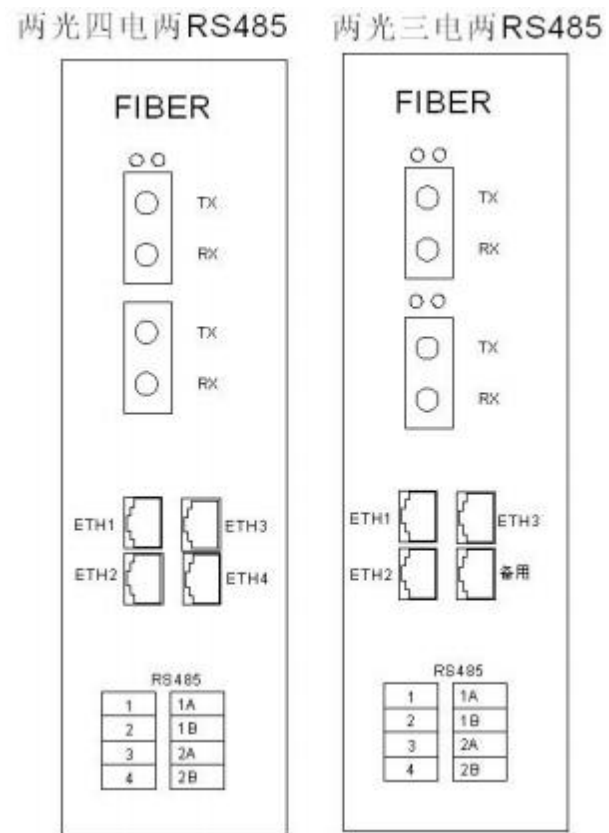 两光四电两RS485
FIBER
TX
RX
TX
RX
ETH1
ETH3
ETH2
ETH4
RS485
1 1A
2 1B
3 2A
4 2B
两光三电两RS485
FIBER
TX
RX
TX
RX
ETH1
ETH3
ETH2
备用
RS485
1 1A
2 1B
3 2A
4 2B